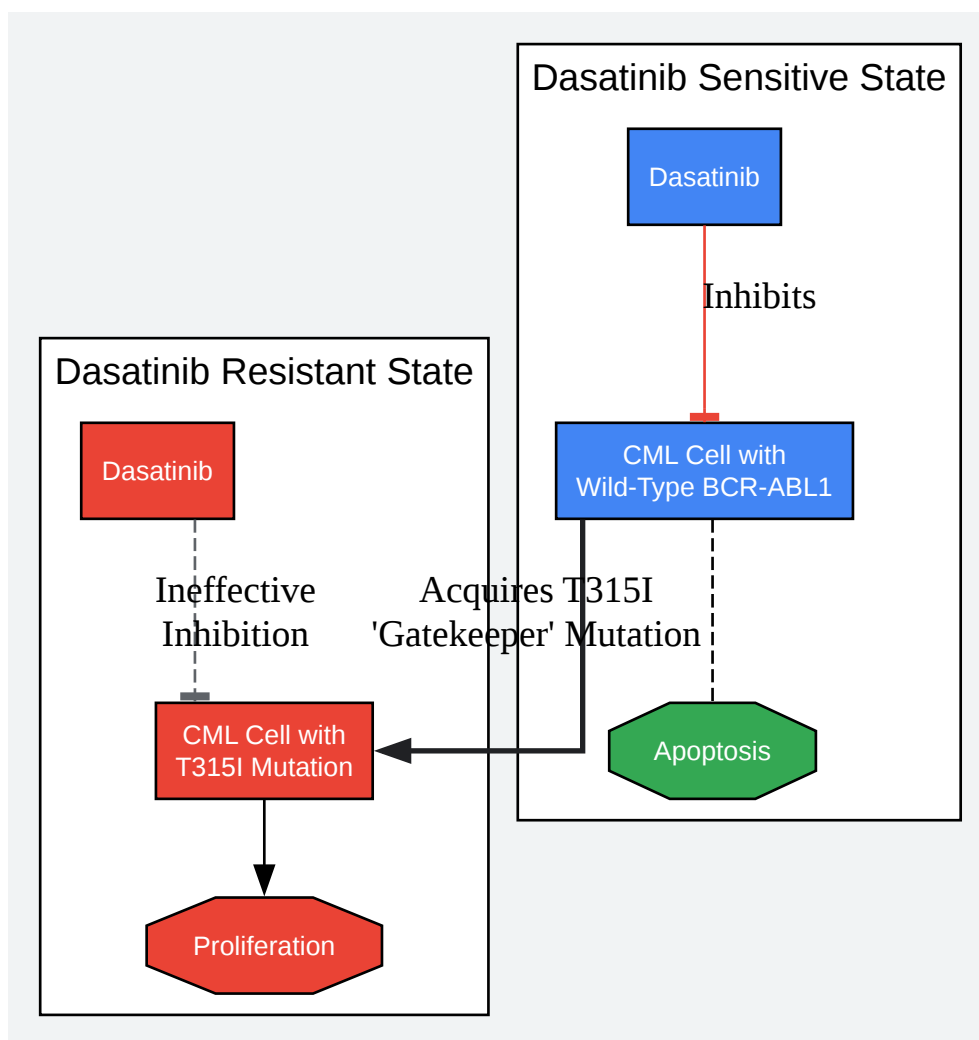 Dasatinib Sensitive State
Dasatinib
Inhibits
CML Cell with
Wild-Type BCR-ABL1
Acquires T315I
'Gatekeeper' Mutation
Apoptosis
Dasatinib Resistant State
Dasatinib
Ineffective
Inhibition
CML Cell with
T315I Mutation
Proliferation